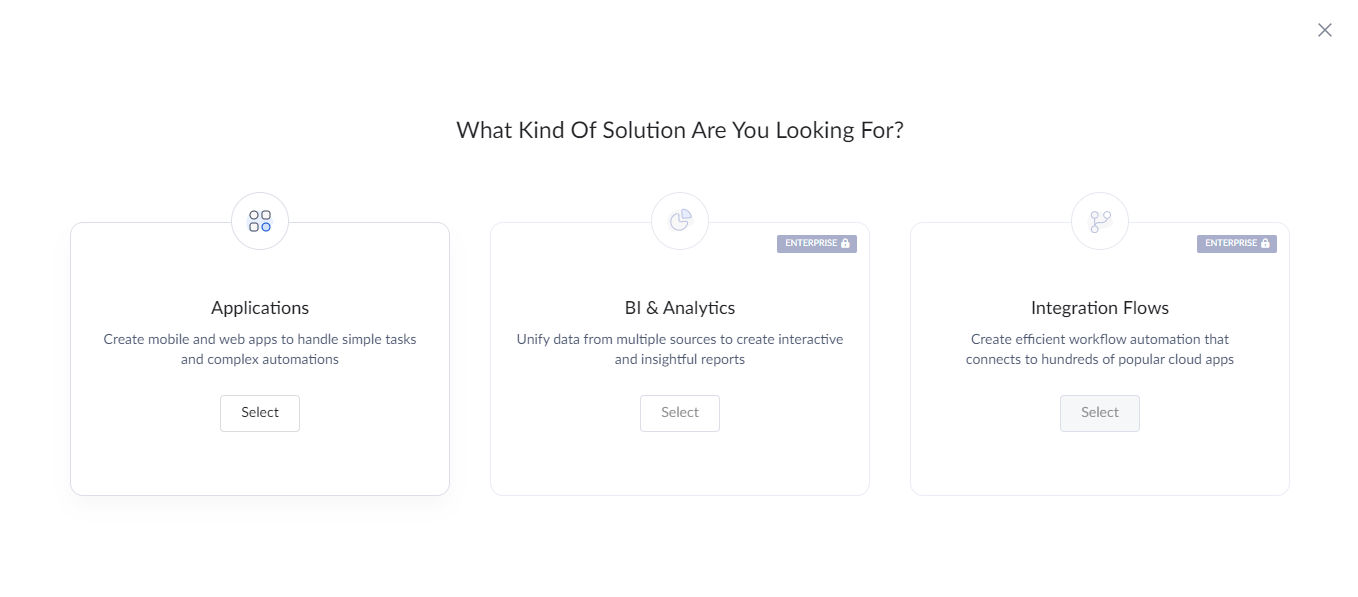 What Kind Of Solution Are You Looking For?
Applications
Create mobile and web apps to handle simple tasks
and complex automations
Select
ENTERPRISE
BI & Analytics
Unify data from multiple sources to create interactive
and insightful reports
Select
ENTERPRISE
Integration Flows
Create efficient workflow automation that
connects to hundreds of popular cloud apps
Select